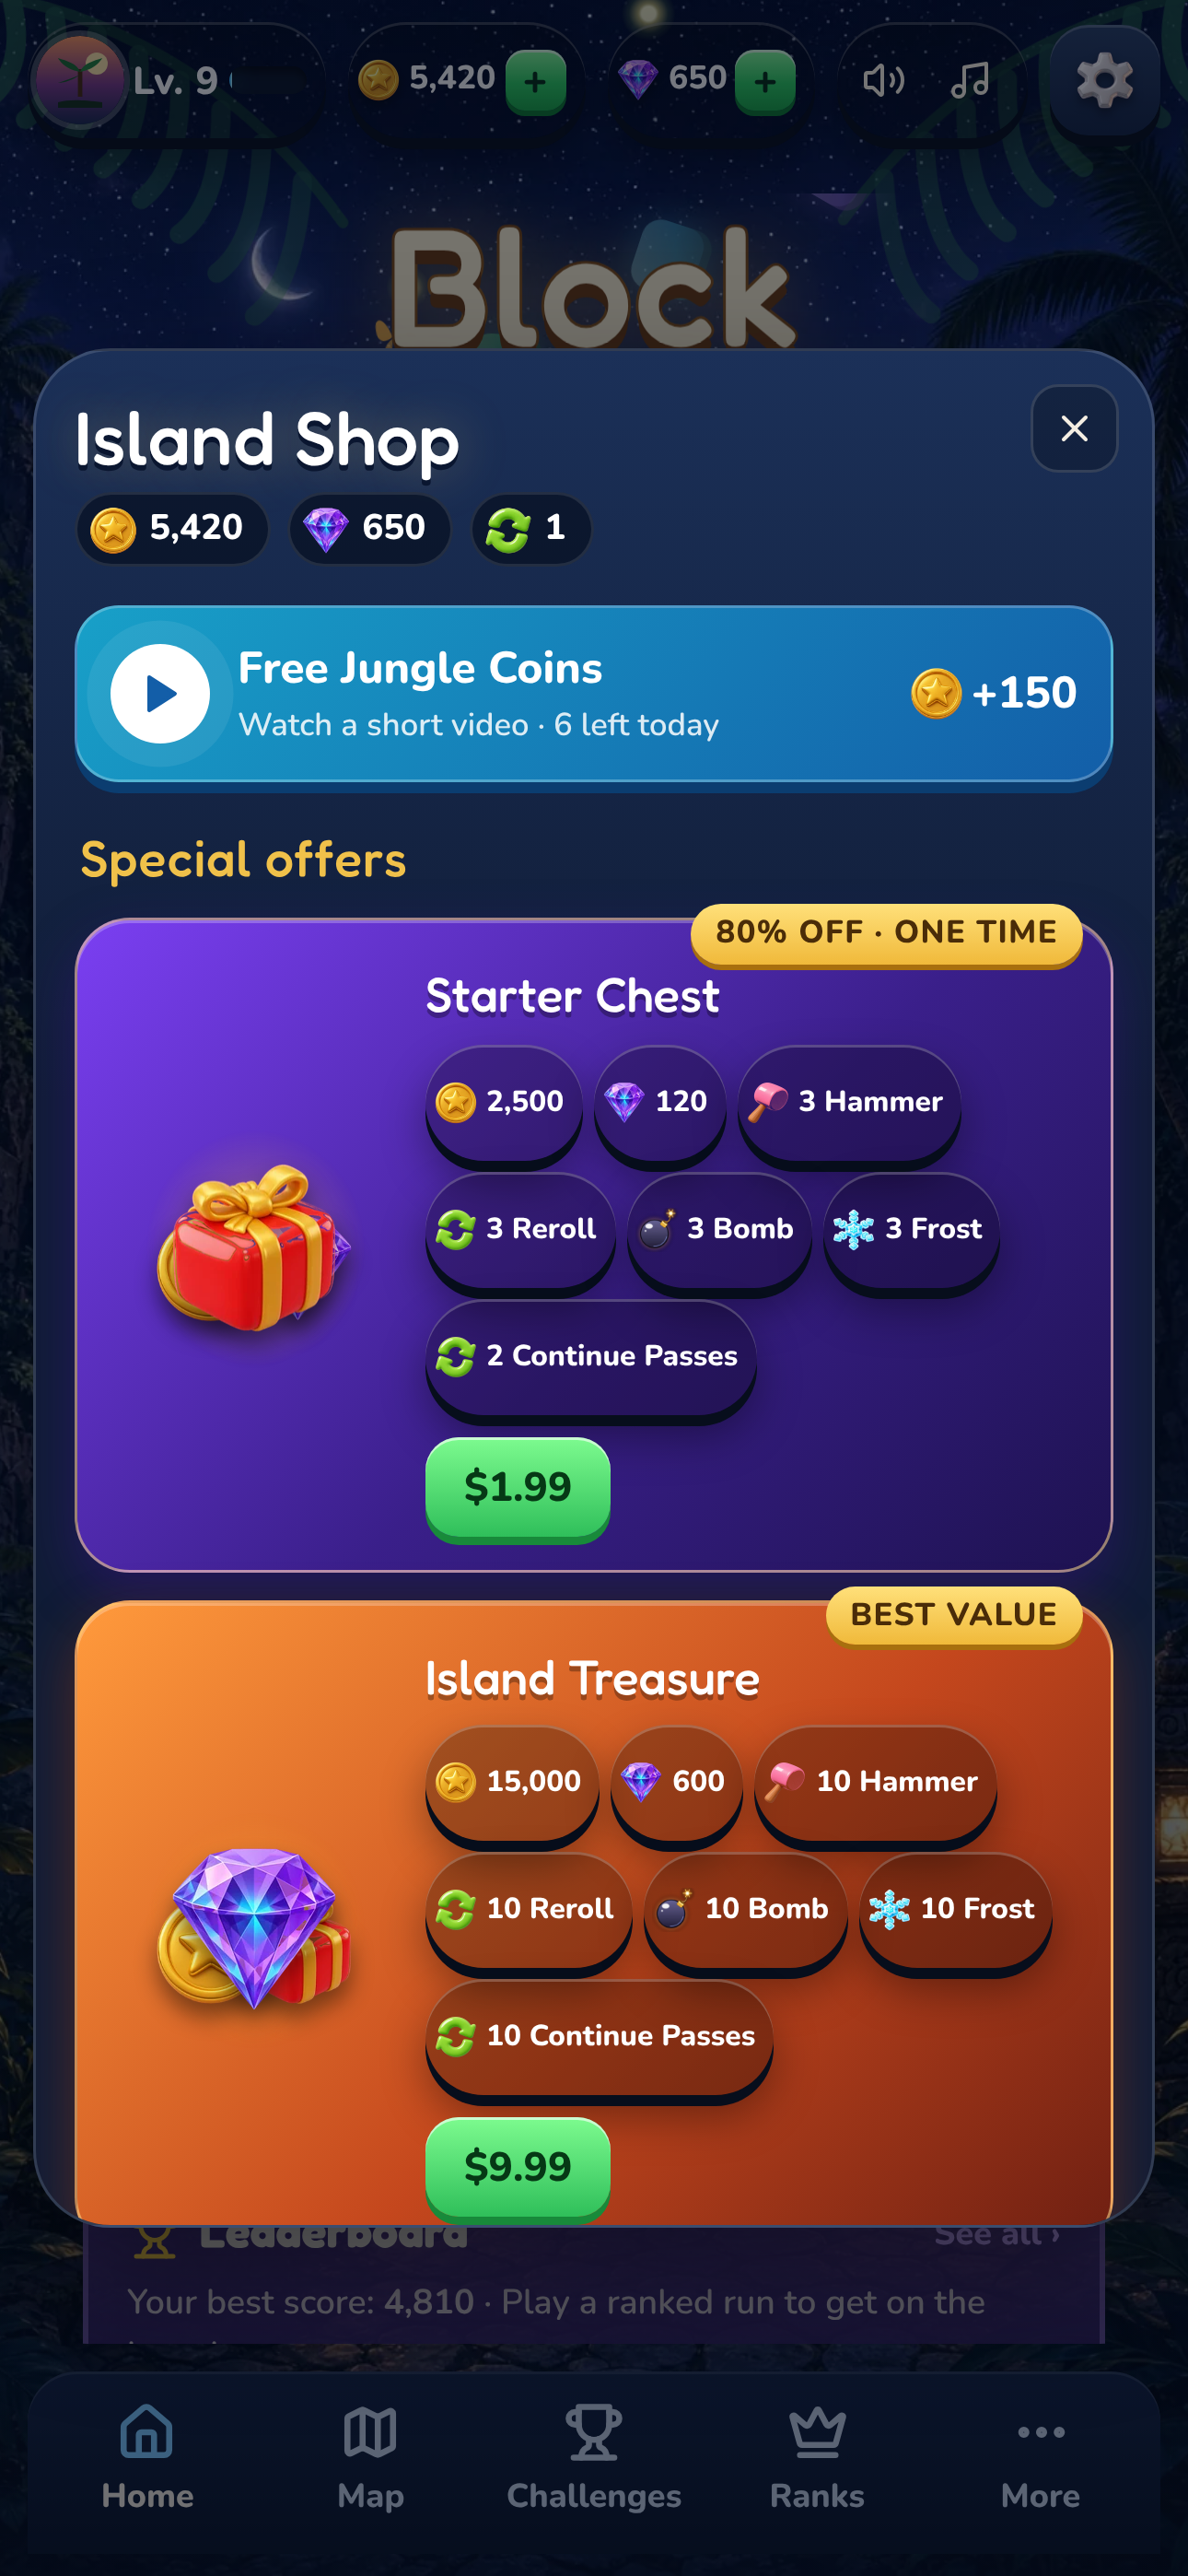 Lv. 9
5,420
650
Block
Island Shop
5,420
650
1
Free Jungle Coins
Watch a short video · 6 left today
+150
Special offers
80% OFF · ONE TIME
Starter Chest
2,500
120
3 Hammer
3 Reroll
3 Bomb
3 Frost
2 Continue Passes
$1.99
BEST VALUE
Island Treasure
15,000
600
10 Hammer
10 Reroll
10 Bomb
10 Frost
10 Continue Passes
$9.99
Leaderboard
See all ›
Your best score: 4,810 · Play a ranked run to get on the
Home
Map
Challenges
Ranks
More